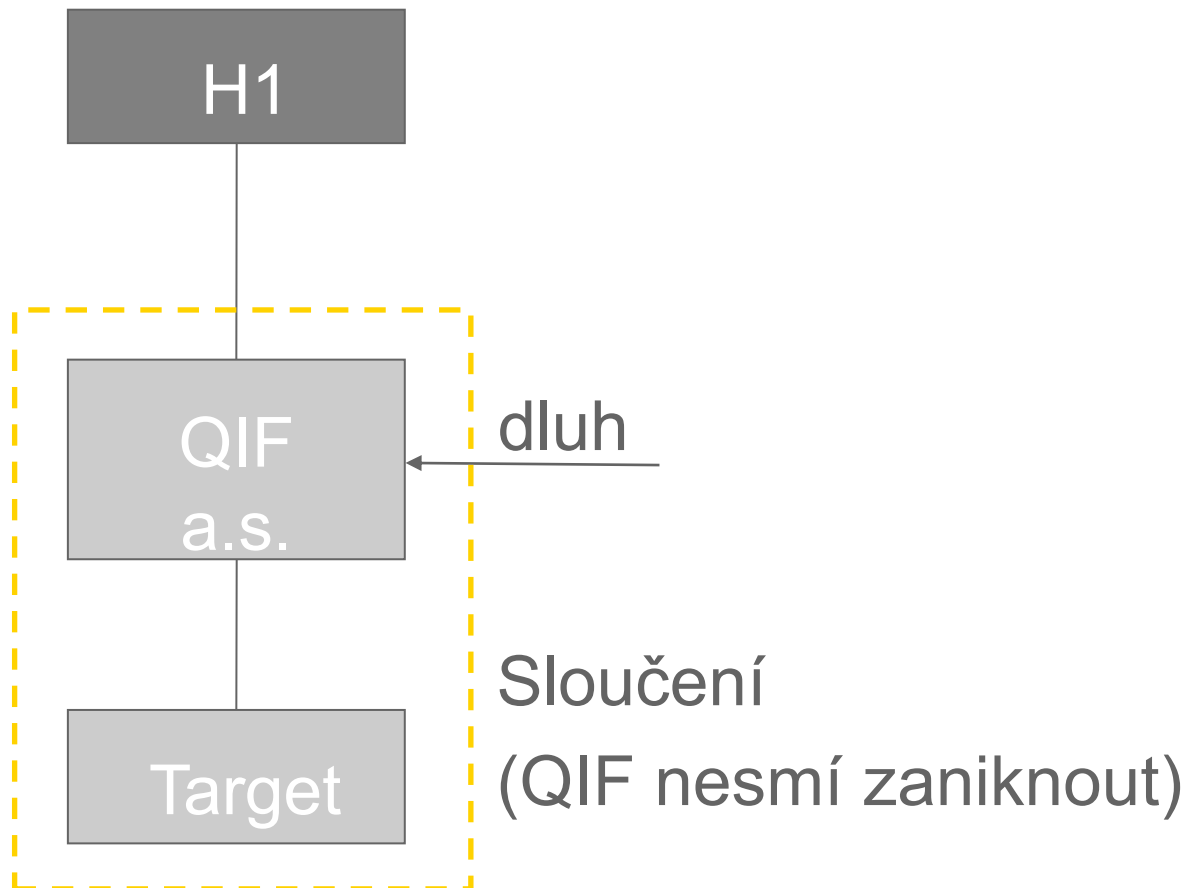 H1
QIF
a.s.
dluh
Target
Sloučení
(QIF nesmí zaniknout)